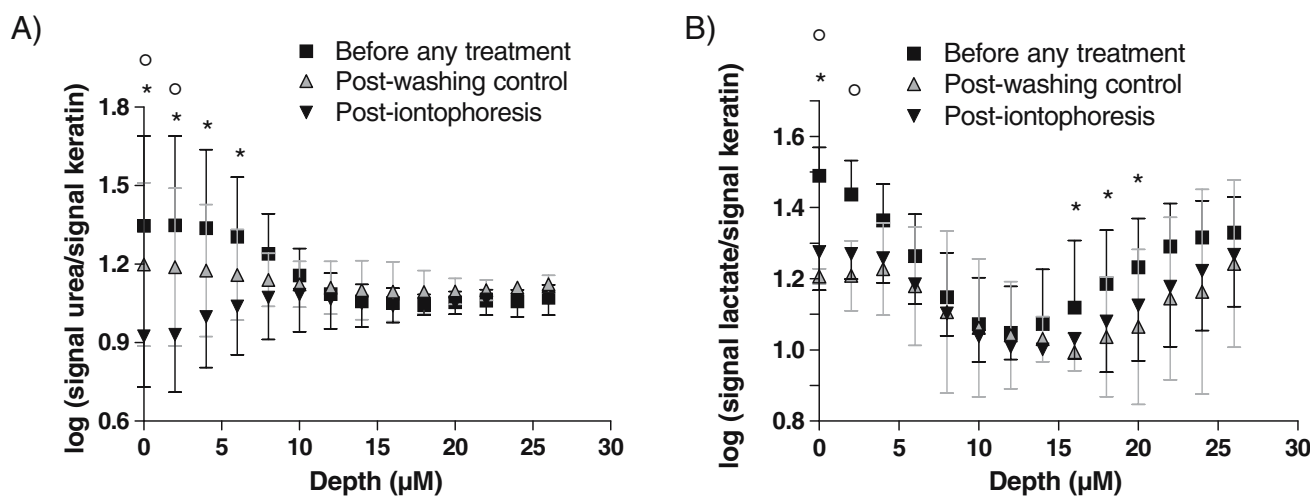 A)
Before any treatment
Post-washing control
Post-iontophoresis
log (signal urea/signal keratin)
1.8
1.5
1.2
0.9
0.6
0 5 10 15 20 25 30
Depth (µM)
B)
Before any treatment
Post-washing control
Post-iontophoresis
log (signal lactate/signal keratin)
1.6
1.4
1.2
1.0
0.8
0 5 10 15 20 25 30
Depth (µM)